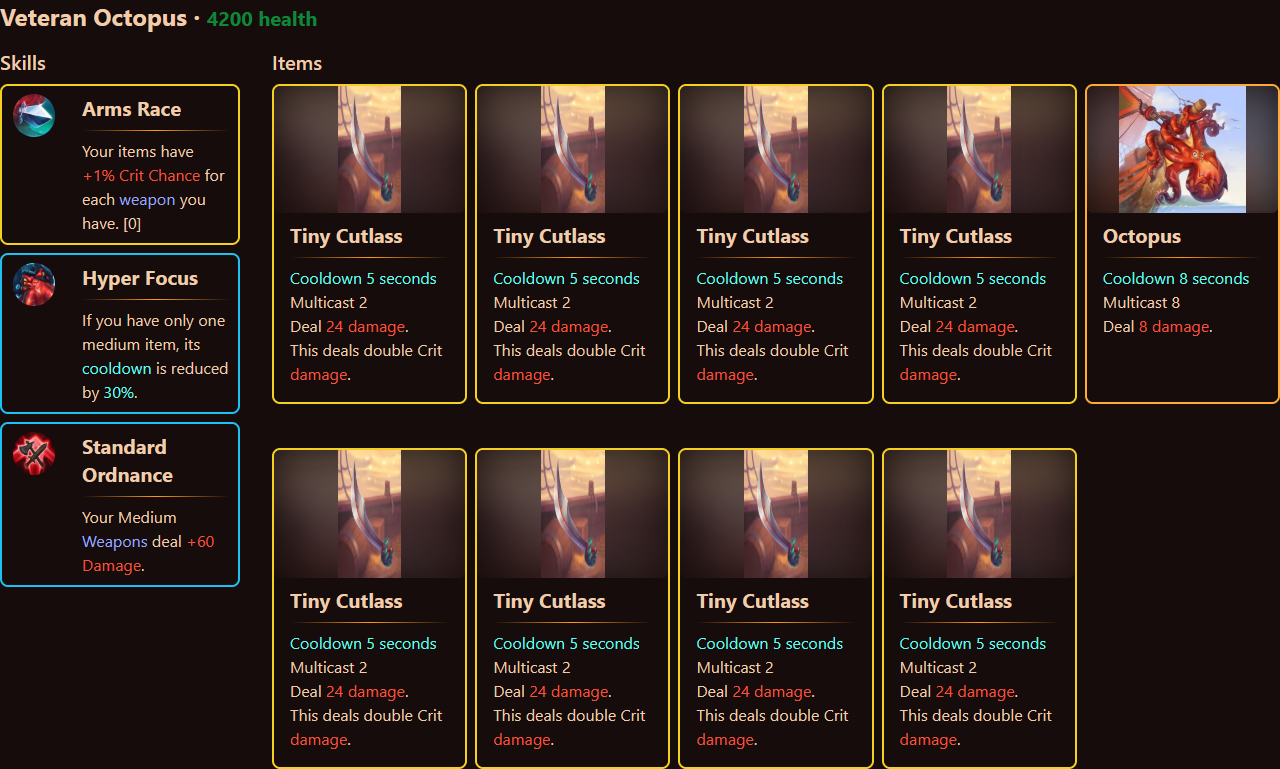 Veteran Octopus · 4200 health
Skills
Arms Race
Your items have
+1% Crit Chance for
each weapon you
have. [0]
Hyper Focus
If you have only one
medium item, its
cooldown is reduced
by 30%.
Standard
Ordnance
Your Medium
Weapons deal +60
Damage.
Items
Tiny Cutlass
Cooldown 5 seconds
Multicast 2
Deal 24 damage.
This deals double Crit
damage.
Tiny Cutlass
Cooldown 5 seconds
Multicast 2
Deal 24 damage.
This deals double Crit
damage.
Tiny Cutlass
Cooldown 5 seconds
Multicast 2
Deal 24 damage.
This deals double Crit
damage.
Tiny Cutlass
Cooldown 5 seconds
Multicast 2
Deal 24 damage.
This deals double Crit
damage.
Octopus
Cooldown 8 seconds
Multicast 8
Deal 8 damage.
Tiny Cutlass
Cooldown 5 seconds
Multicast 2
Deal 24 damage.
This deals double Crit
damage.
Tiny Cutlass
Cooldown 5 seconds
Multicast 2
Deal 24 damage.
This deals double Crit
damage.
Tiny Cutlass
Cooldown 5 seconds
Multicast 2
Deal 24 damage.
This deals double Crit
damage.
Tiny Cutlass
Cooldown 5 seconds
Multicast 2
Deal 24 damage.
This deals double Crit
damage.